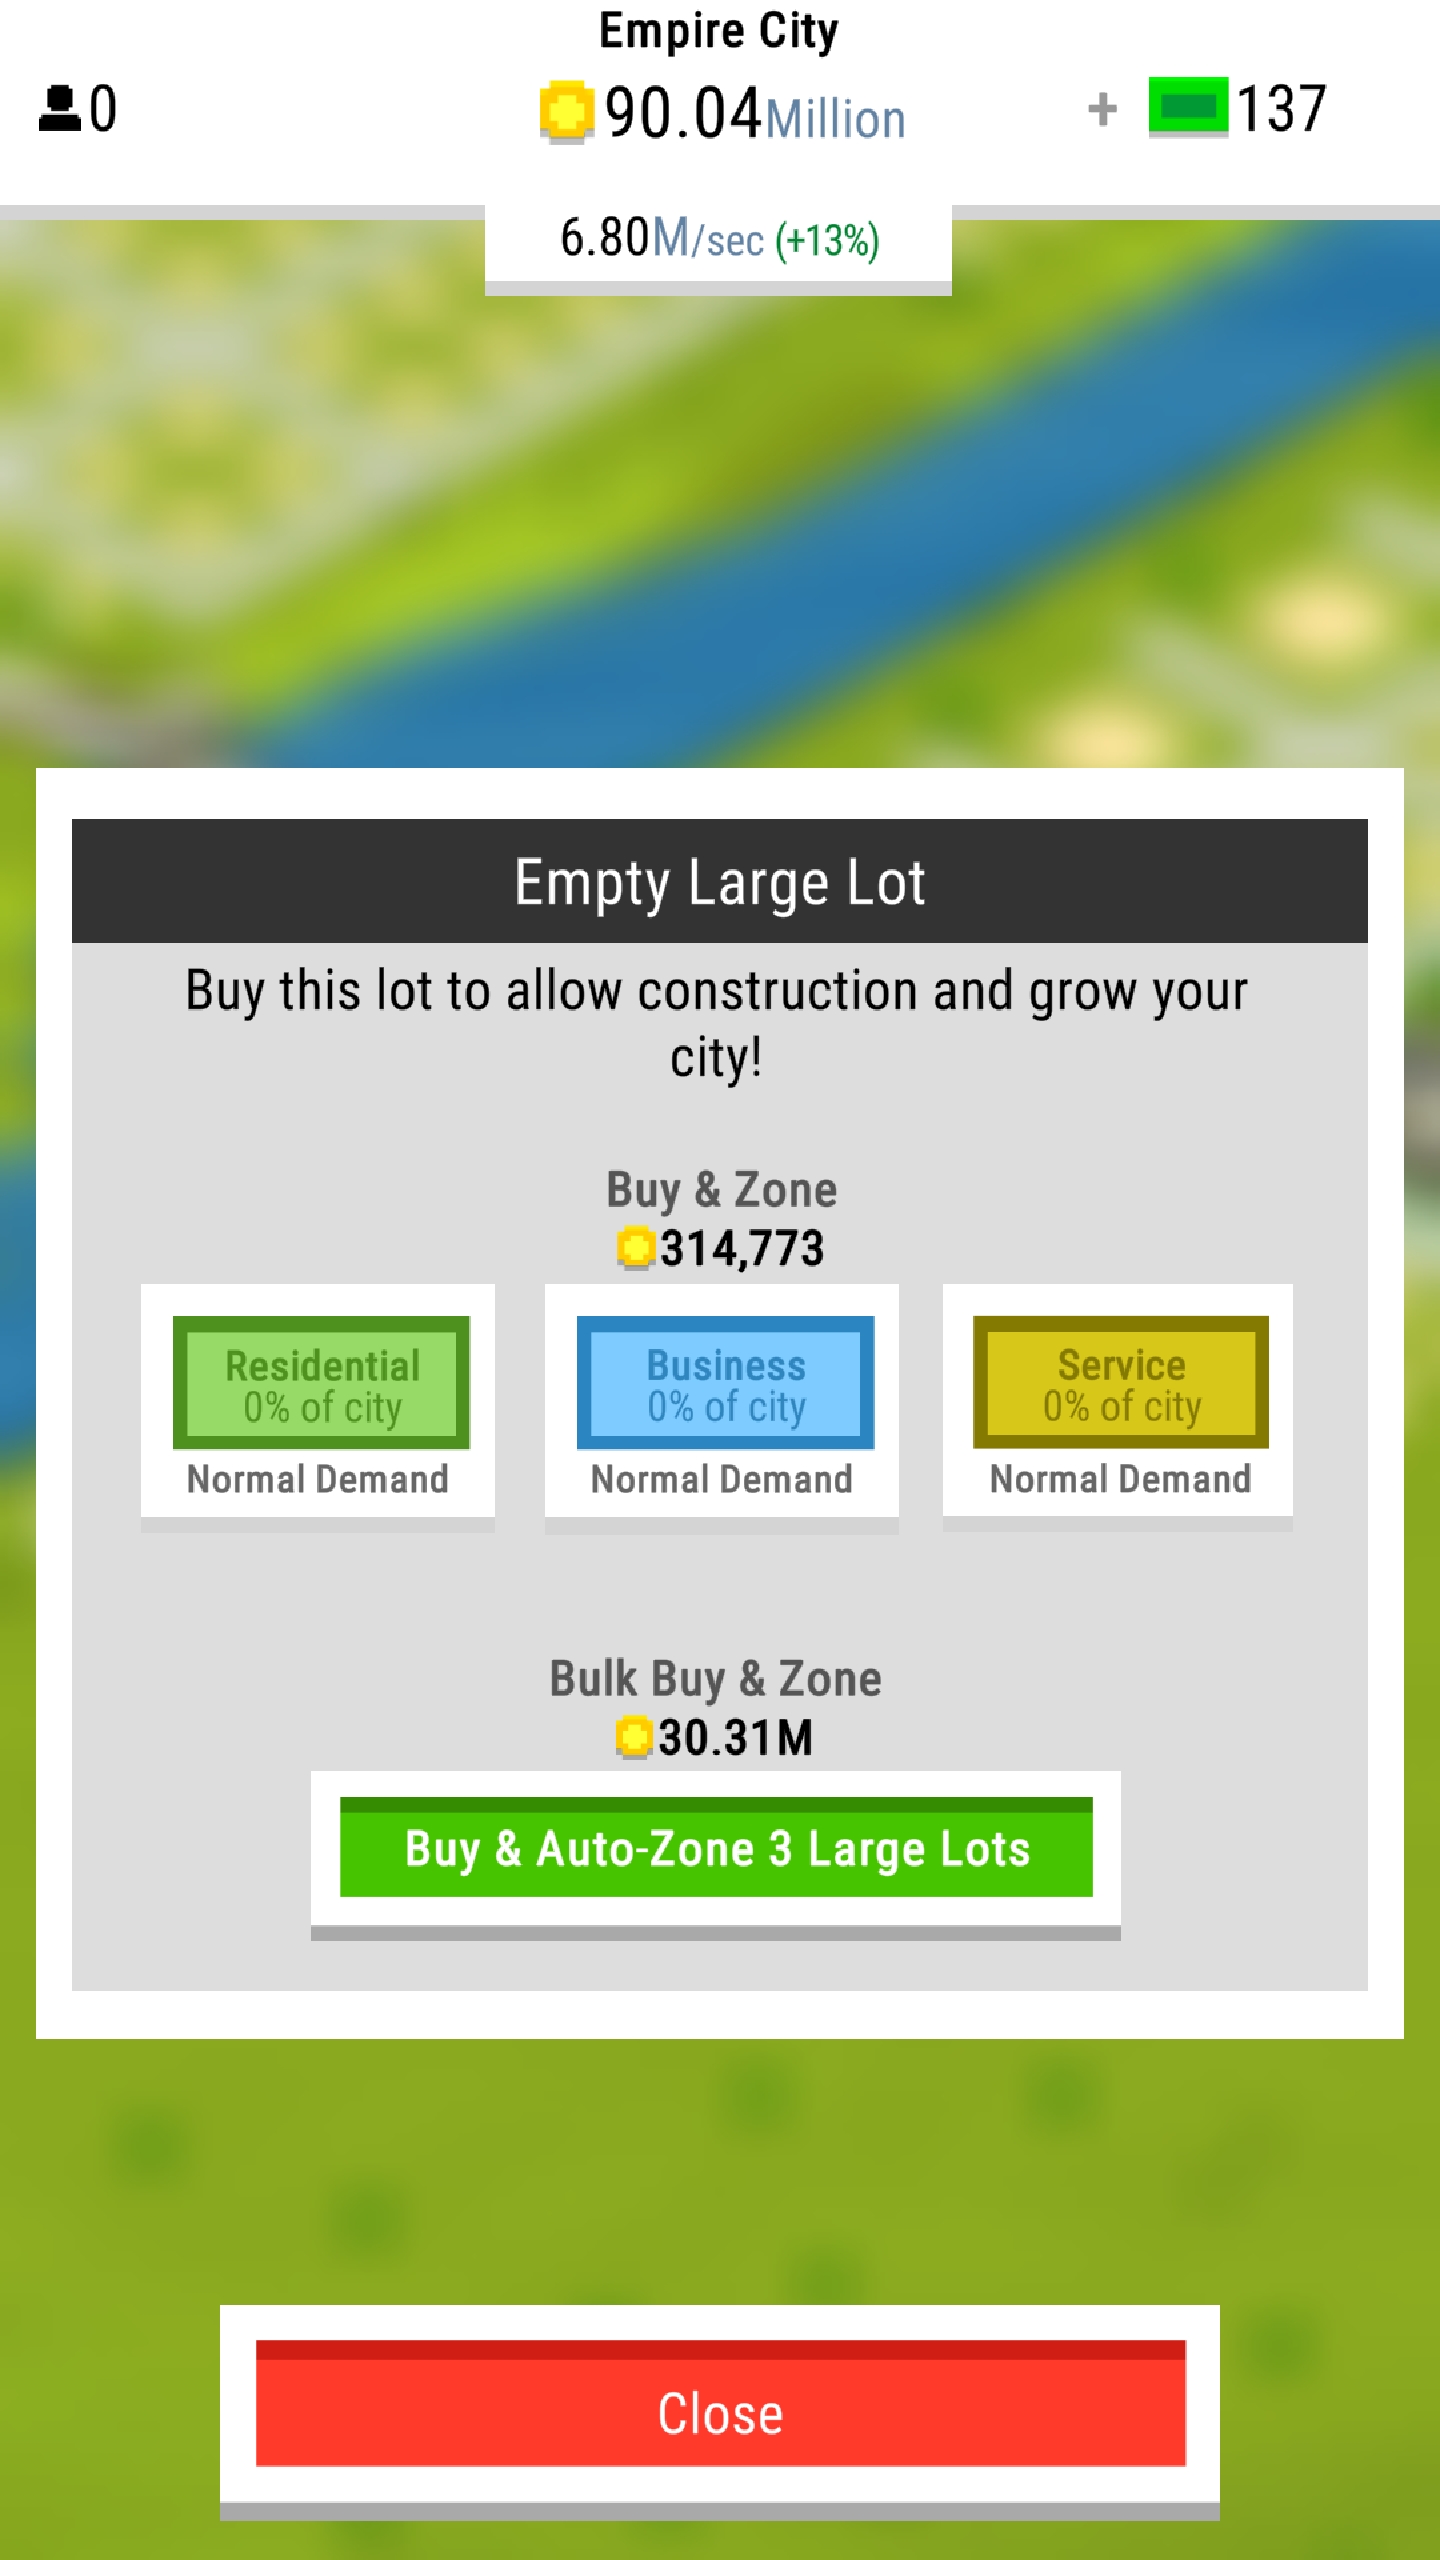 Empire City
0
90.04Million
+ 137
6.80M/sec (+13%)
Empty Large Lot
Buy this lot to allow construction and grow your
city!
Buy & Zone
314,773
Residential
0% of city
Normal Demand
Business
0% of city
Normal Demand
Service
0% of city
Normal Demand
Bulk Buy & Zone
30.31M
Buy & Auto-Zone 3 Large Lots
Close